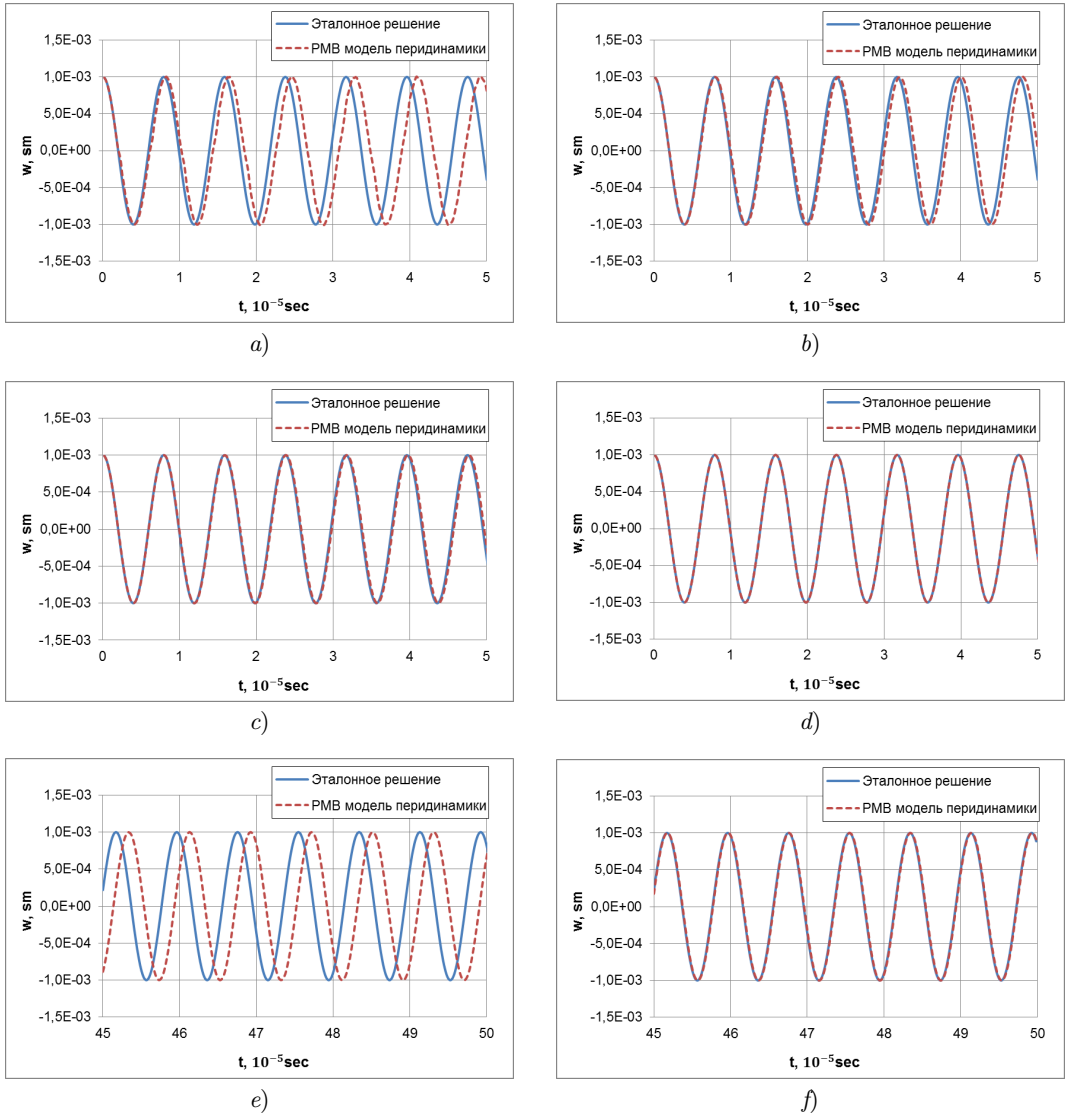 Эталонное решение
РМВ модель перидинамики
1,5E-03
1,0E-03
5,0E-04
0,0E+00
-5,0E-04
-1,0E-03
-1,5E-03
w, sm
0 1 2 3 4 5
t, 10⁻⁵sec
a)
Эталонное решение
РМВ модель перидинамики
1,5E-03
1,0E-03
5,0E-04
0,0E+00
-5,0E-04
-1,0E-03
-1,5E-03
w, sm
0 1 2 3 4 5
t, 10⁻⁵sec
b)
Эталонное решение
РМВ модель перидинамики
1,5E-03
1,0E-03
5,0E-04
0,0E+00
-5,0E-04
-1,0E-03
-1,5E-03
w, sm
0 1 2 3 4 5
t, 10⁻⁵sec
c)
Эталонное решение
РМВ модель перидинамики
1,5E-03
1,0E-03
5,0E-04
0,0E+00
-5,0E-04
-1,0E-03
-1,5E-03
w, sm
0 1 2 3 4 5
t, 10⁻⁵sec
d)
Эталонное решение
РМВ модель перидинамики
1,5E-03
1,0E-03
5,0E-04
0,0E+00
-5,0E-04
-1,0E-03
-1,5E-03
w, sm
45 46 47 48 49 50
t, 10⁻⁵sec
e)
Эталонное решение
РМВ модель перидинамики
1,5E-03
1,0E-03
5,0E-04
0,0E+00
-5,0E-04
-1,0E-03
-1,5E-03
w, sm
45 46 47 48 49 50
t, 10⁻⁵sec
f)